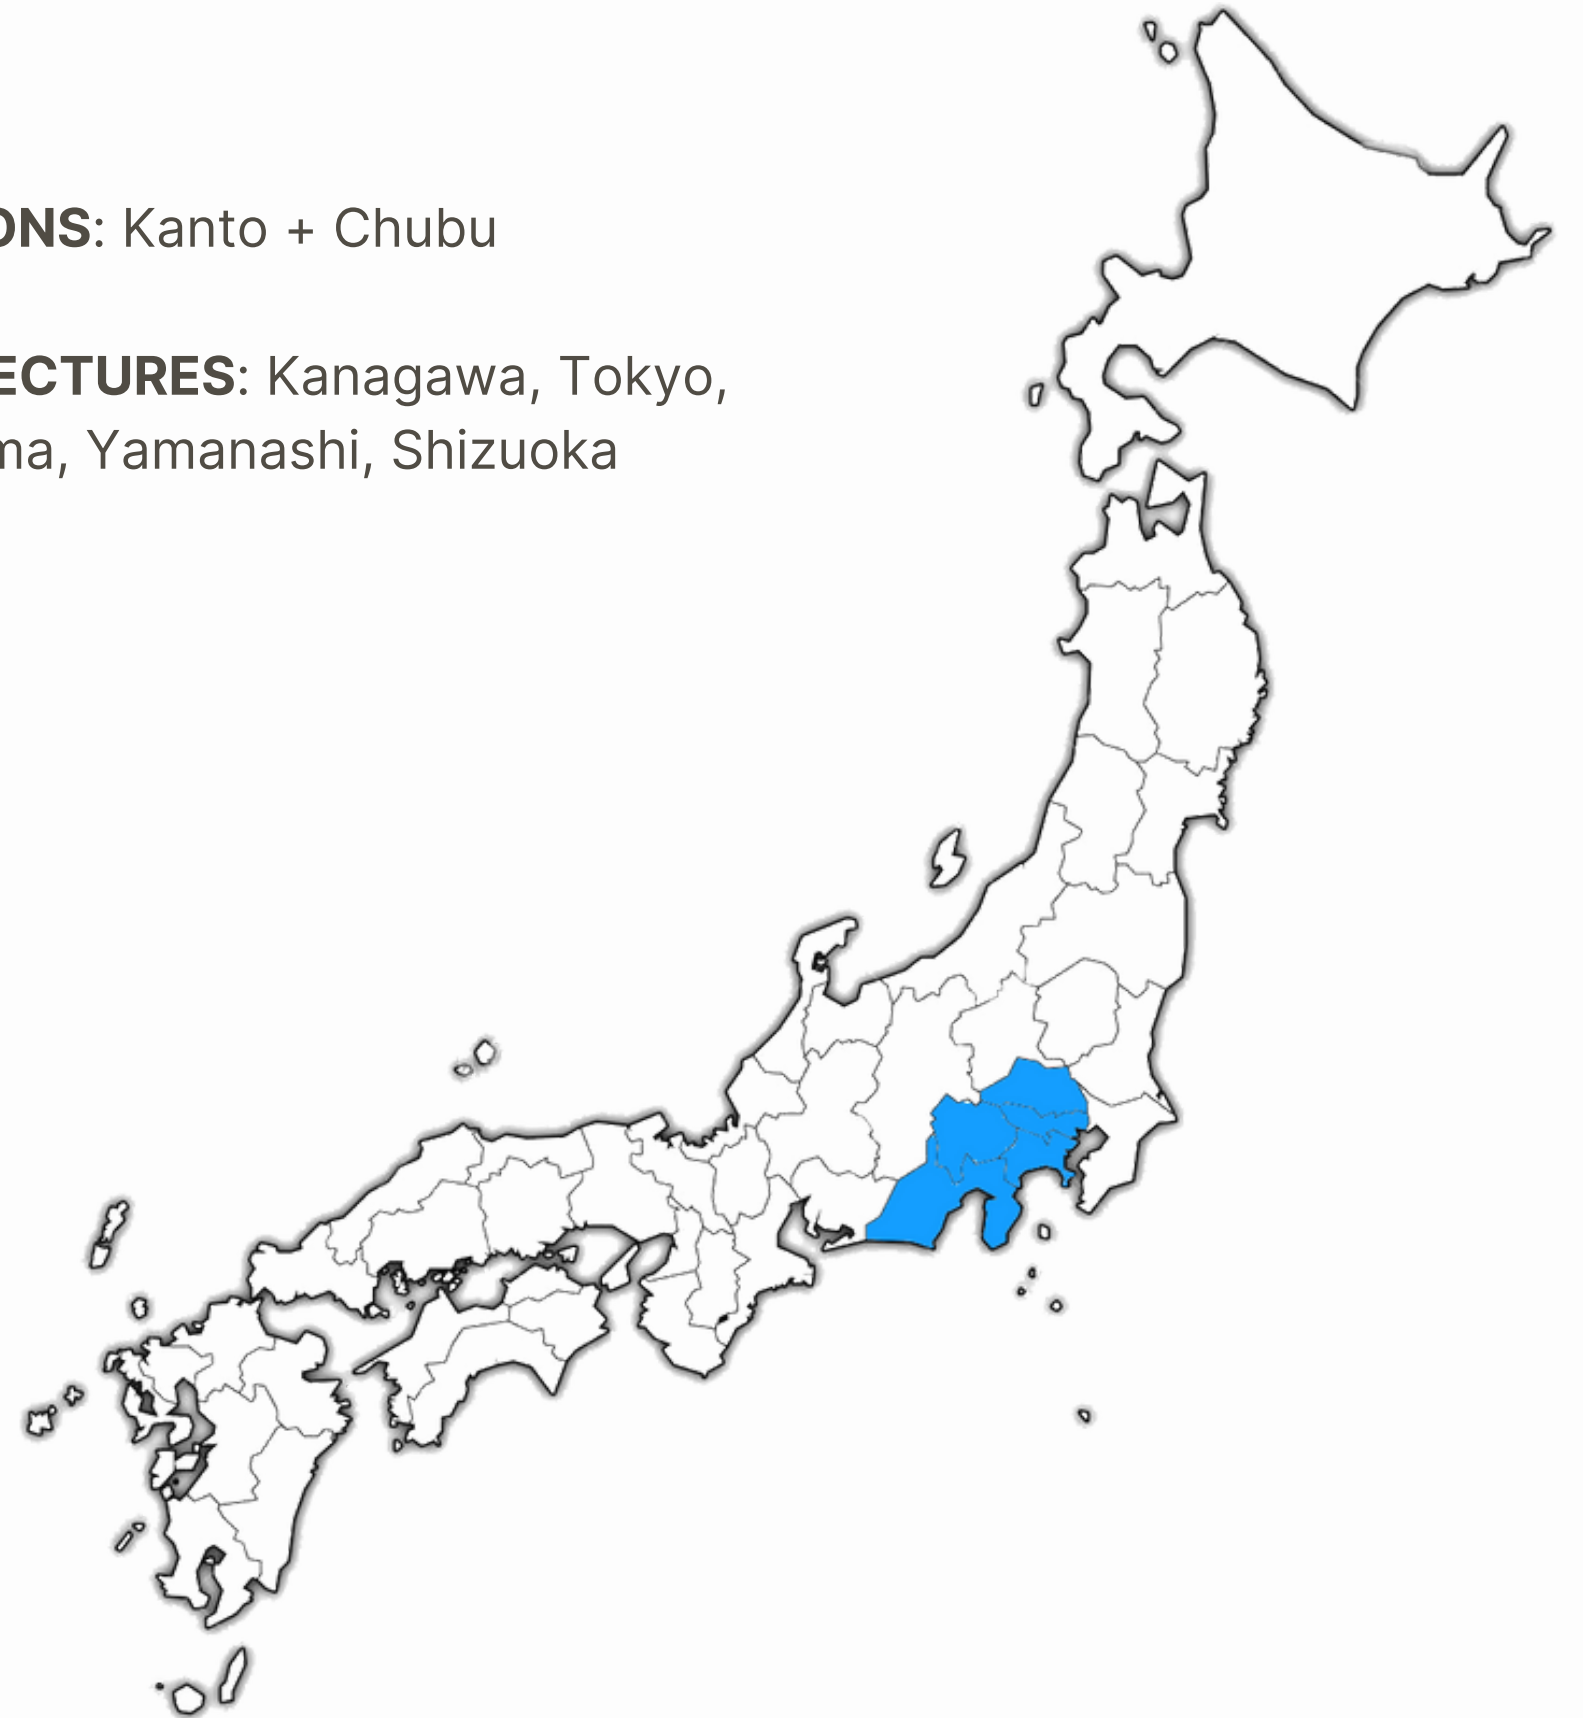 ONS: Kanto + Chubu
ECTURES: Kanagawa, Tokyo,
ma, Yamanashi, Shizuoka